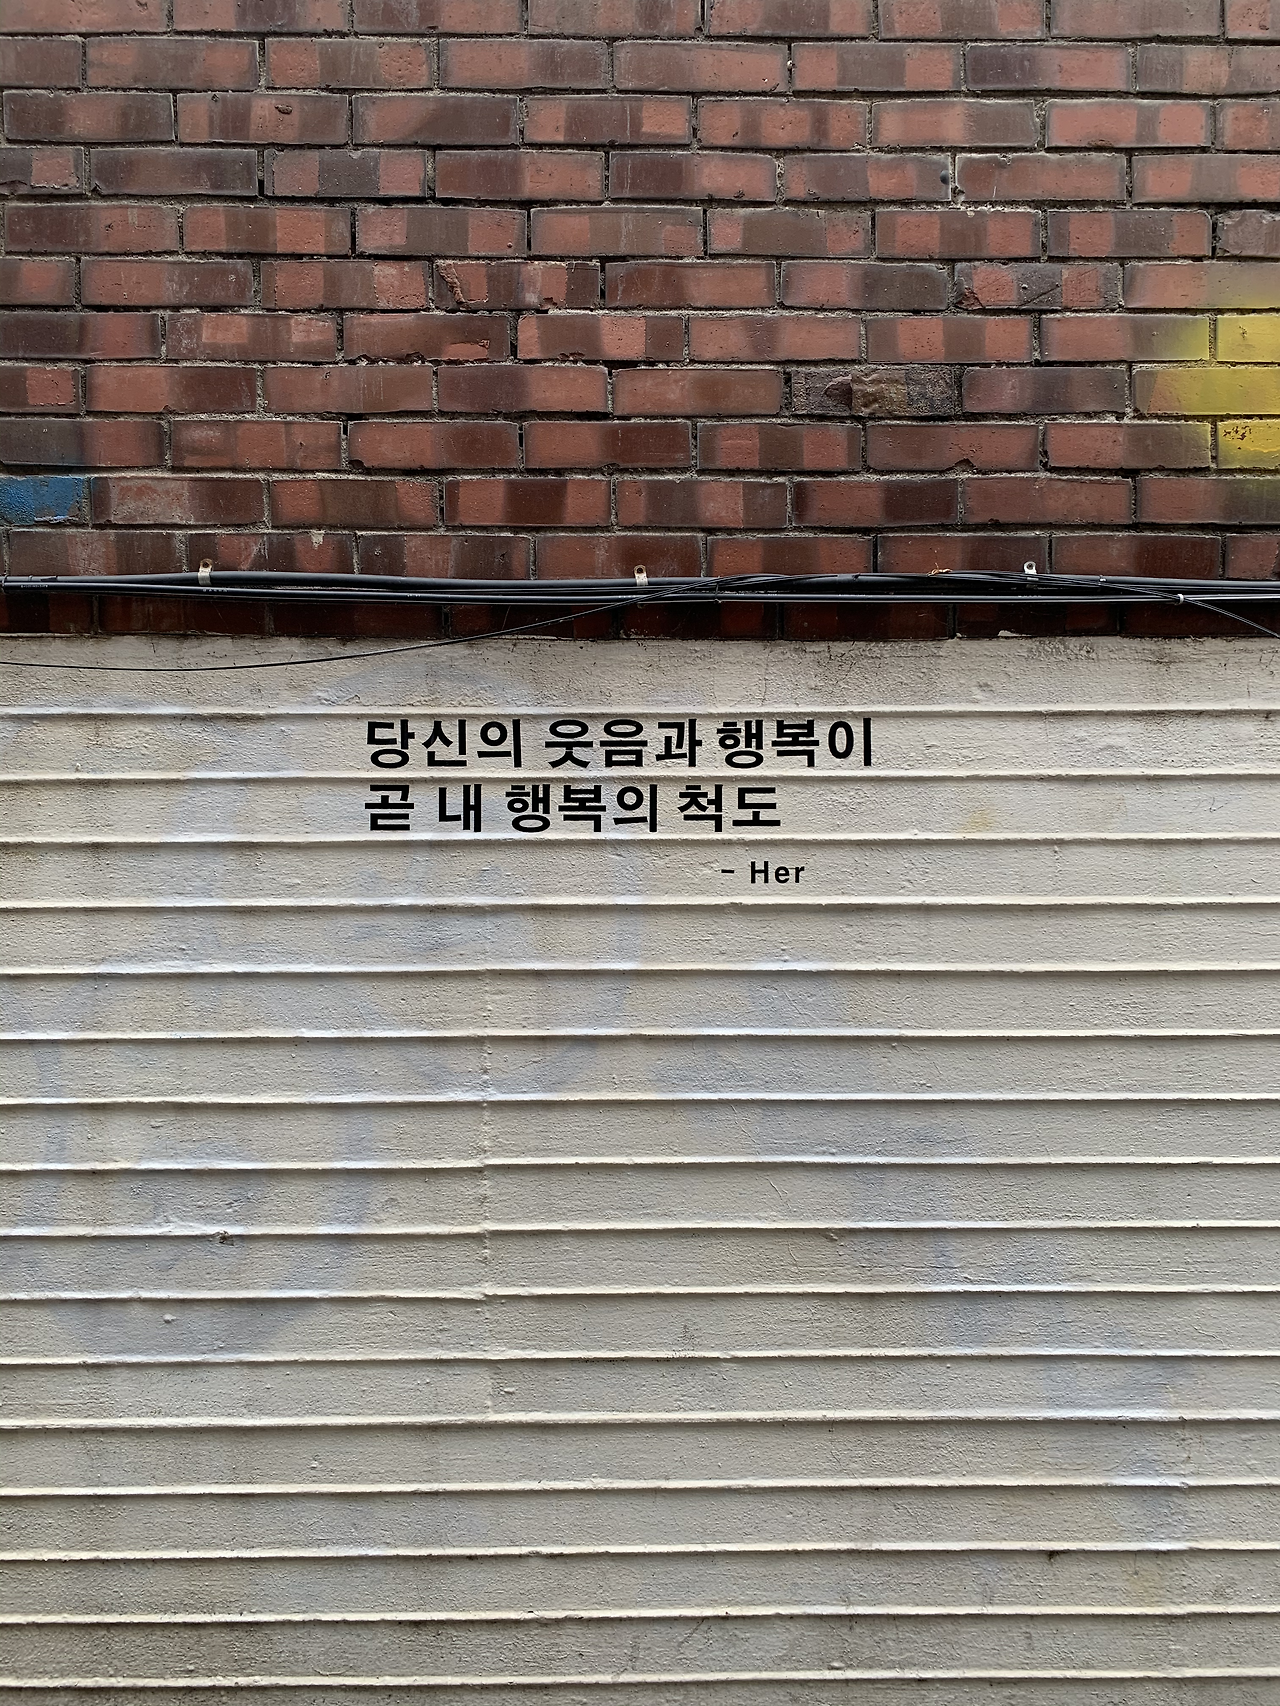 당신의 웃음과 행복이
곧 내 행복의 척도
- Her